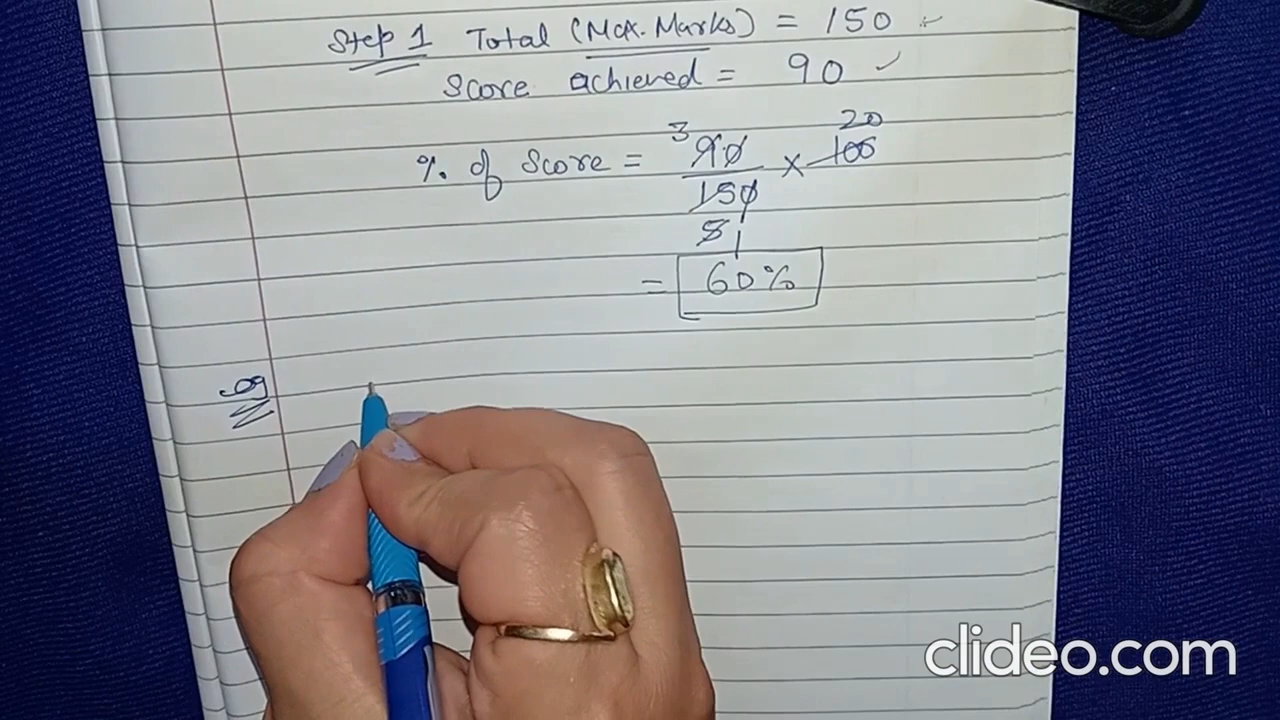 Step 1 Total (Max. Marks) = 150
Score achieved = 90 ✓
3 20
% of Score = 90/150 × 100
5 1
= 60%
clideo.com